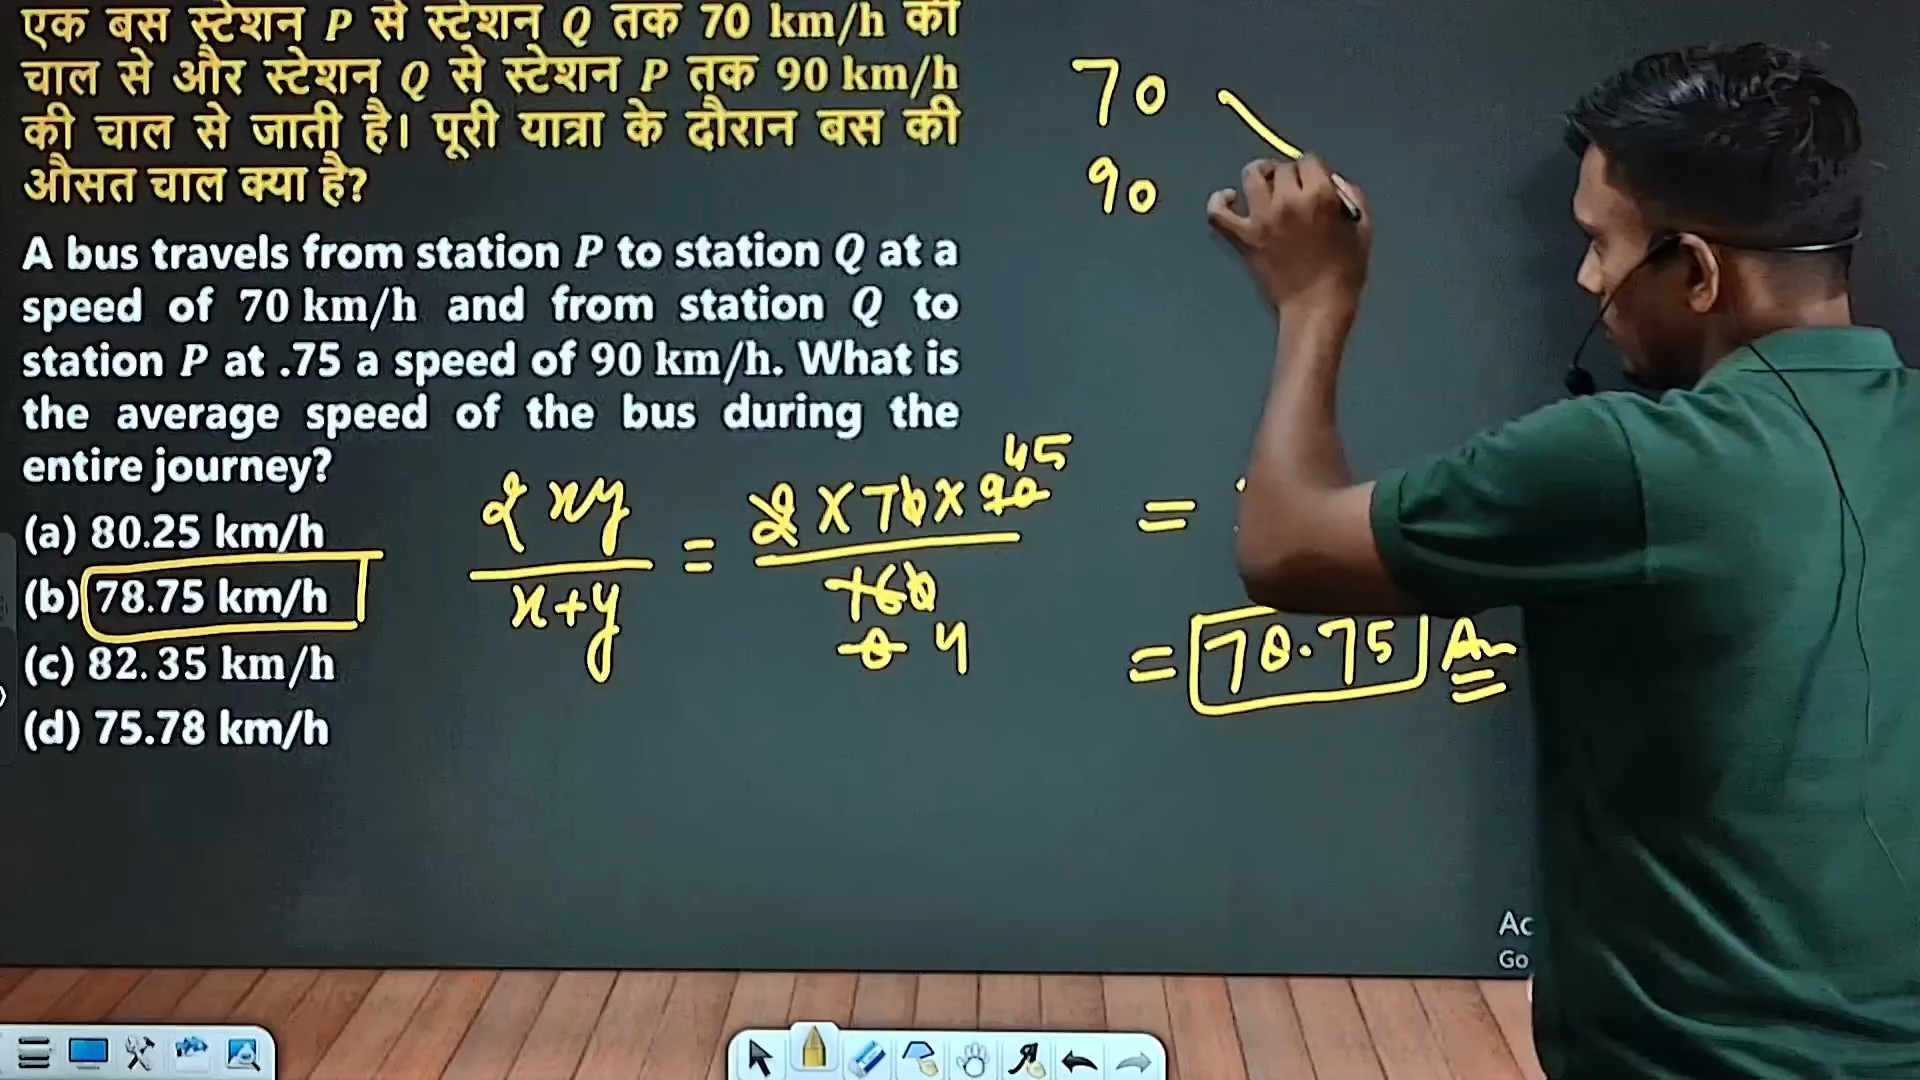 एक बस स्टेशन P से स्टेशन Q तक 70 km/h की
चाल से और स्टेशन Q से स्टेशन P तक 90 km/h
की चाल से जाती है। पूरी यात्रा के दौरान बस की
औसत चाल क्या है?
A bus travels from station P to station Q at a
speed of 70 km/h and from station Q to
station P at .75 a speed of 90 km/h. What is
the average speed of the bus during the
entire journey?
(a) 80.25 km/h
(b) 78.75 km/h
(c) 82.35 km/h
(d) 75.78 km/h
70
90
45
2xy / x+y = 2 × 70 × 90 / 160 =
8 4
= 78.75 Ans
Ac
Go